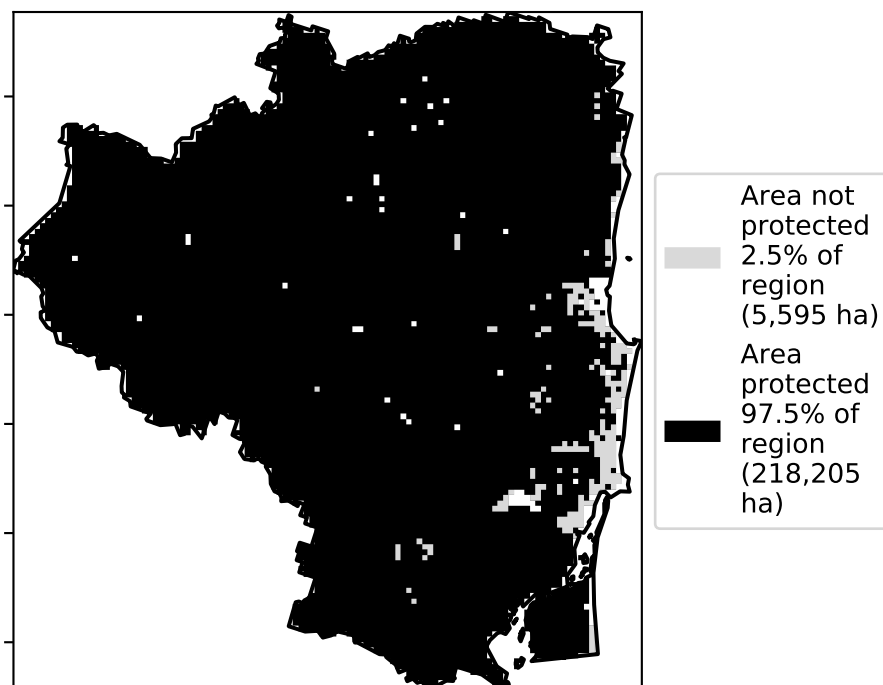 Area not
protected
2.5% of
region
(5,595 ha)
Area
protected
97.5% of
region
(218,205
ha)